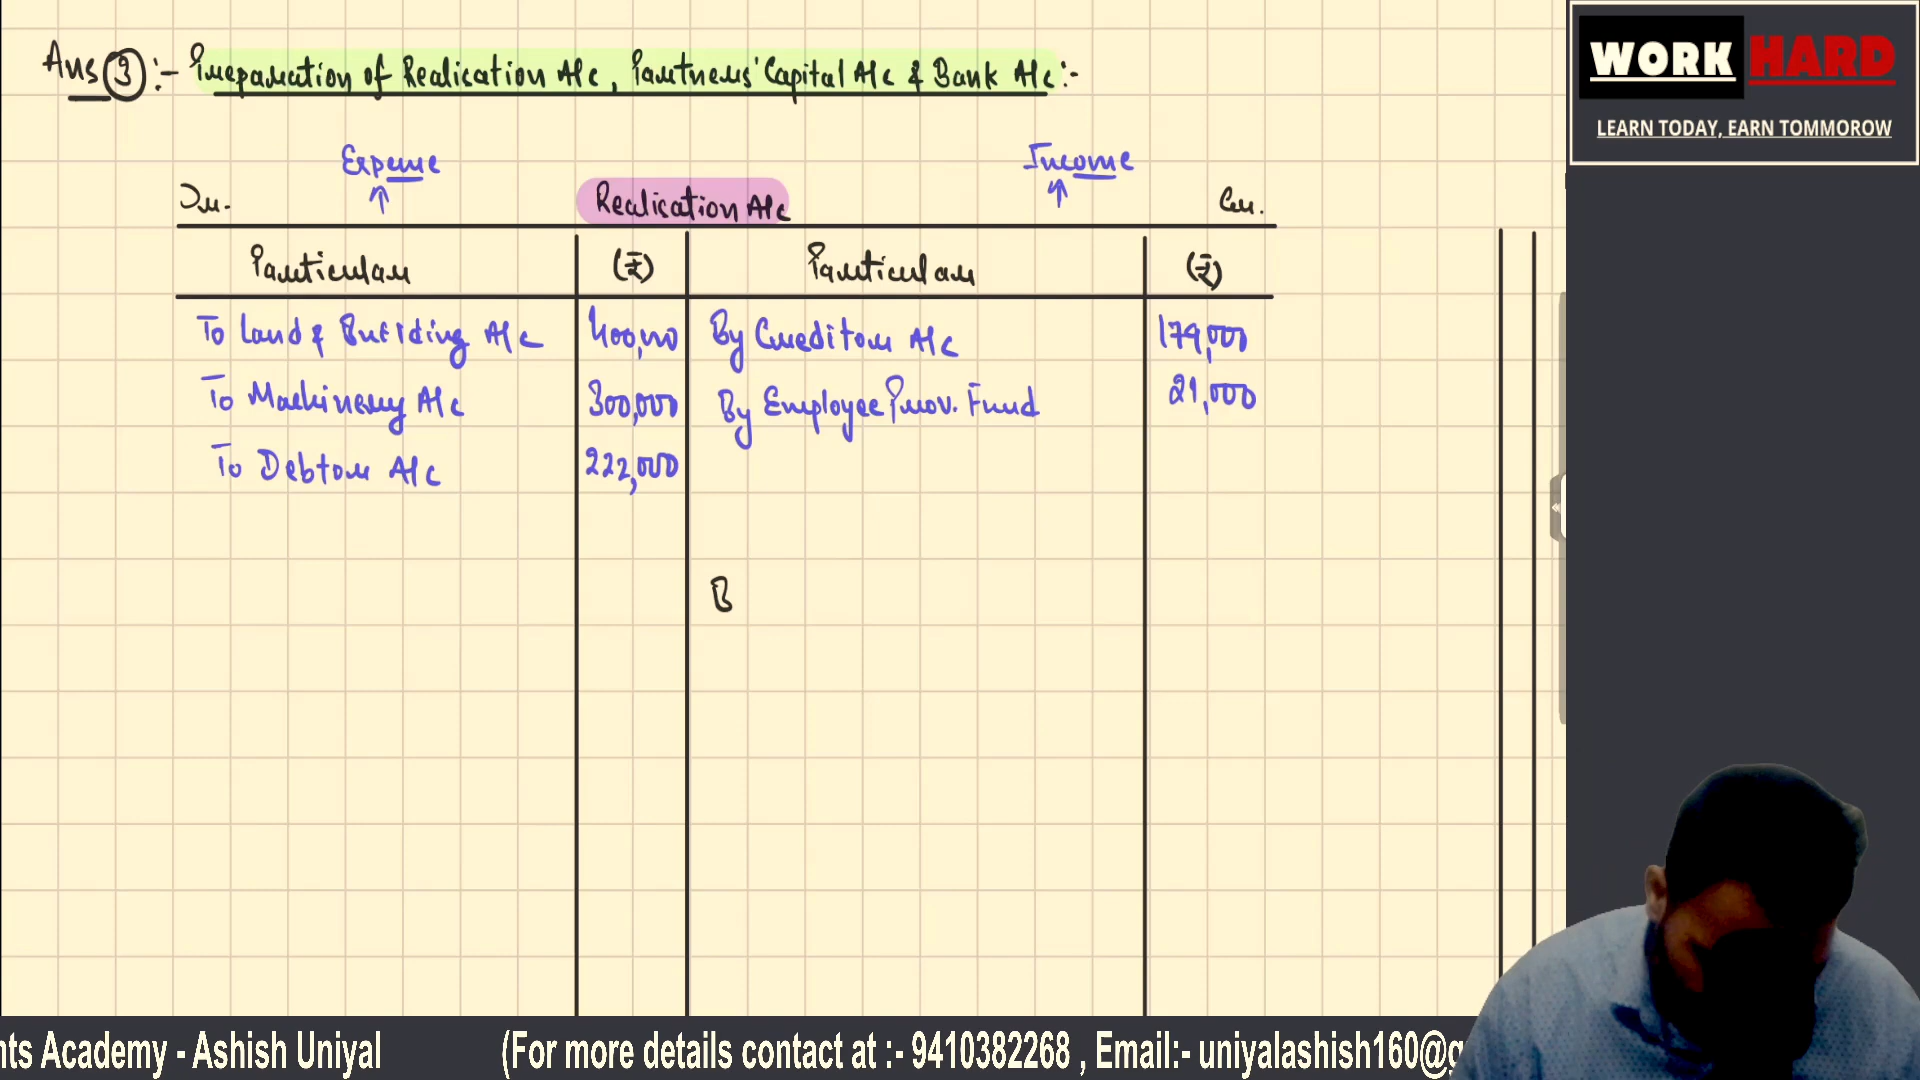 Ans 3 :- Preparation of Realisation A/c, Partners' Capital A/c & Bank A/c :-
Expense
Income
Dr.
Realisation A/c
Cr.
Particulars (₹) Particulars (₹)
To Land & Building A/c 400,000 By Creditors A/c 179,000
To Machinery A/c 300,000 By Employee Prov. Fund 21,000
To Debtors A/c 222,000
B
WORK HARD
LEARN TODAY, EARN TOMMOROW
nts Academy - Ashish Uniyal (For more details contact at :- 9410382268 , Email:- uniyalashish160@g